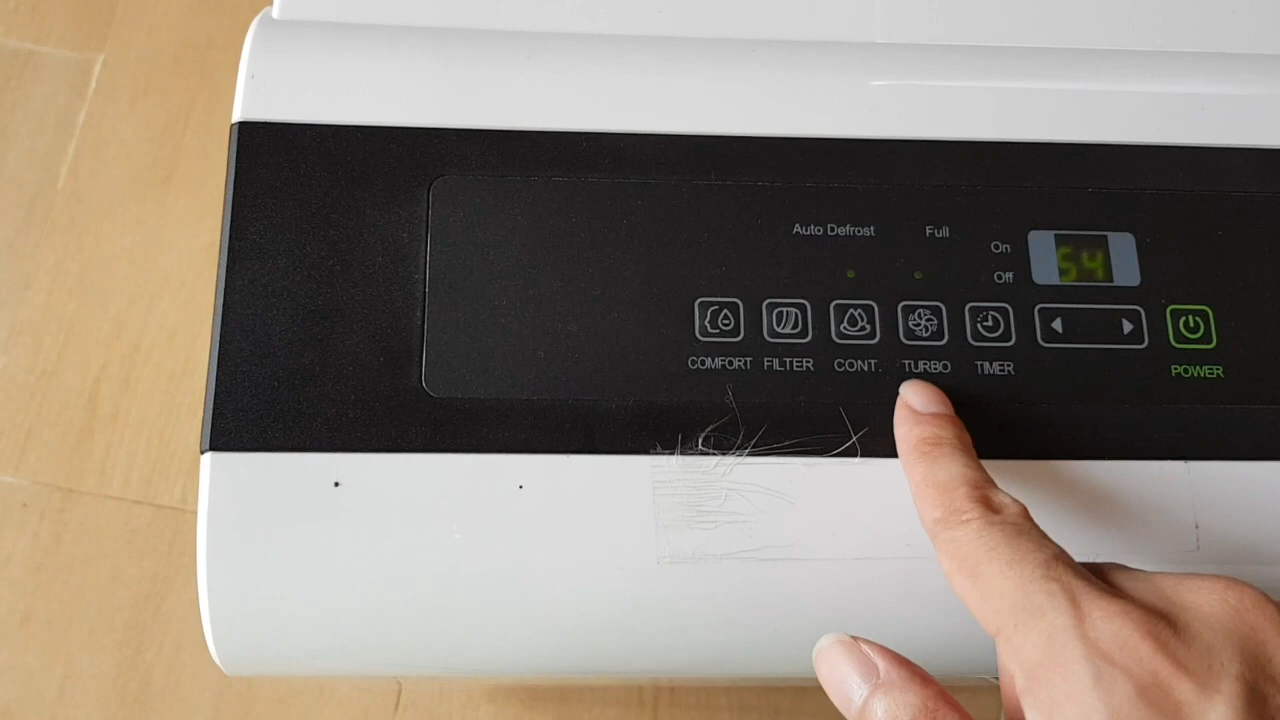 Auto Defrost Full
On
Off
54
COMFORT FILTER CONT. TURBO TIMER POWER